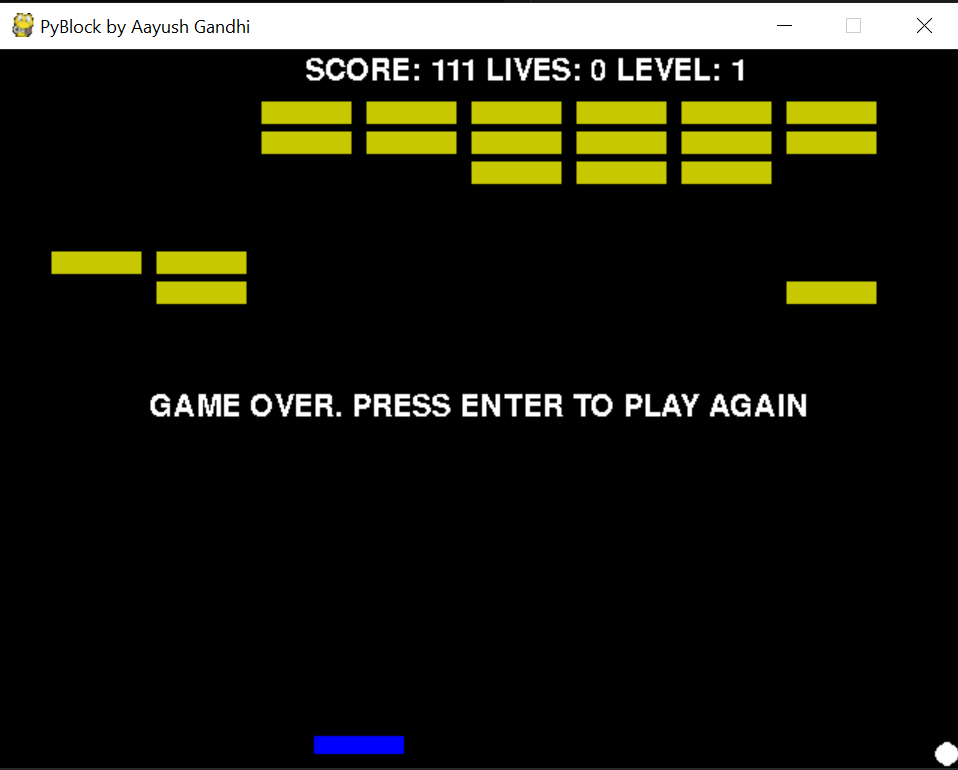 PyBlock by Aayush Gandhi
SCORE: 111 LIVES: 0 LEVEL: 1
GAME OVER. PRESS ENTER TO PLAY AGAIN